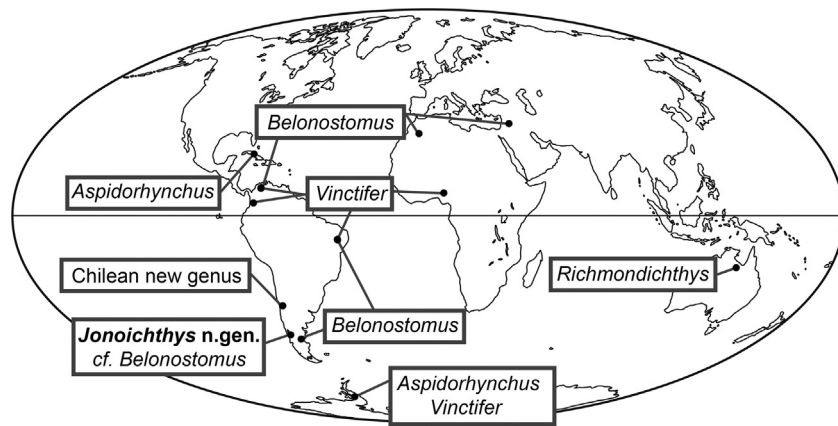 Belonostomus
Aspidorhynchus
Vinctifer
Chilean new genus
Richmondichthys
Jonoichthys n.gen.
cf. Belonostomus
Belonostomus
Aspidorhynchus
Vinctifer